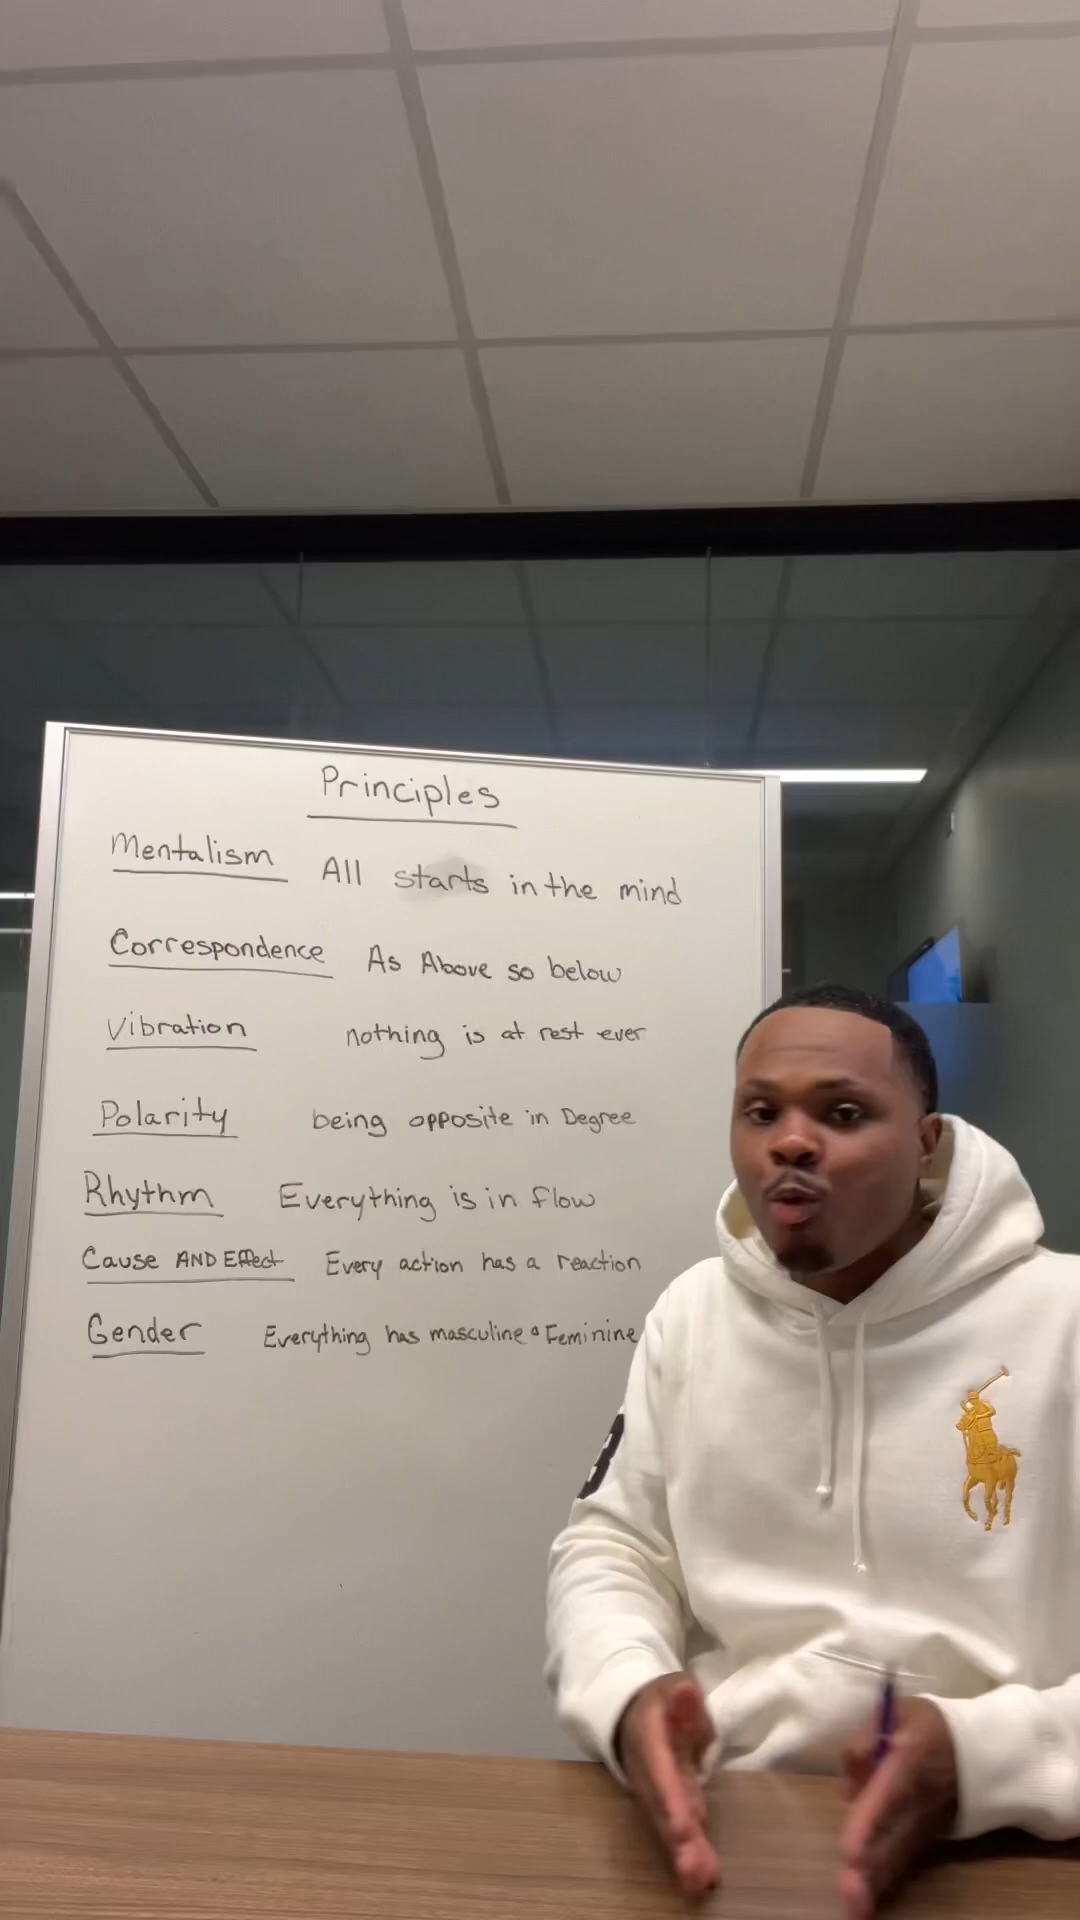 Principles
Mentalism All starts in the mind
Correspondence As Above so below
Vibration nothing is at rest ever
Polarity being opposite in Degree
Rhythm Everything is in flow
Cause AND Effect Every action has a reaction
Gender Everything has masculine & Feminine
3